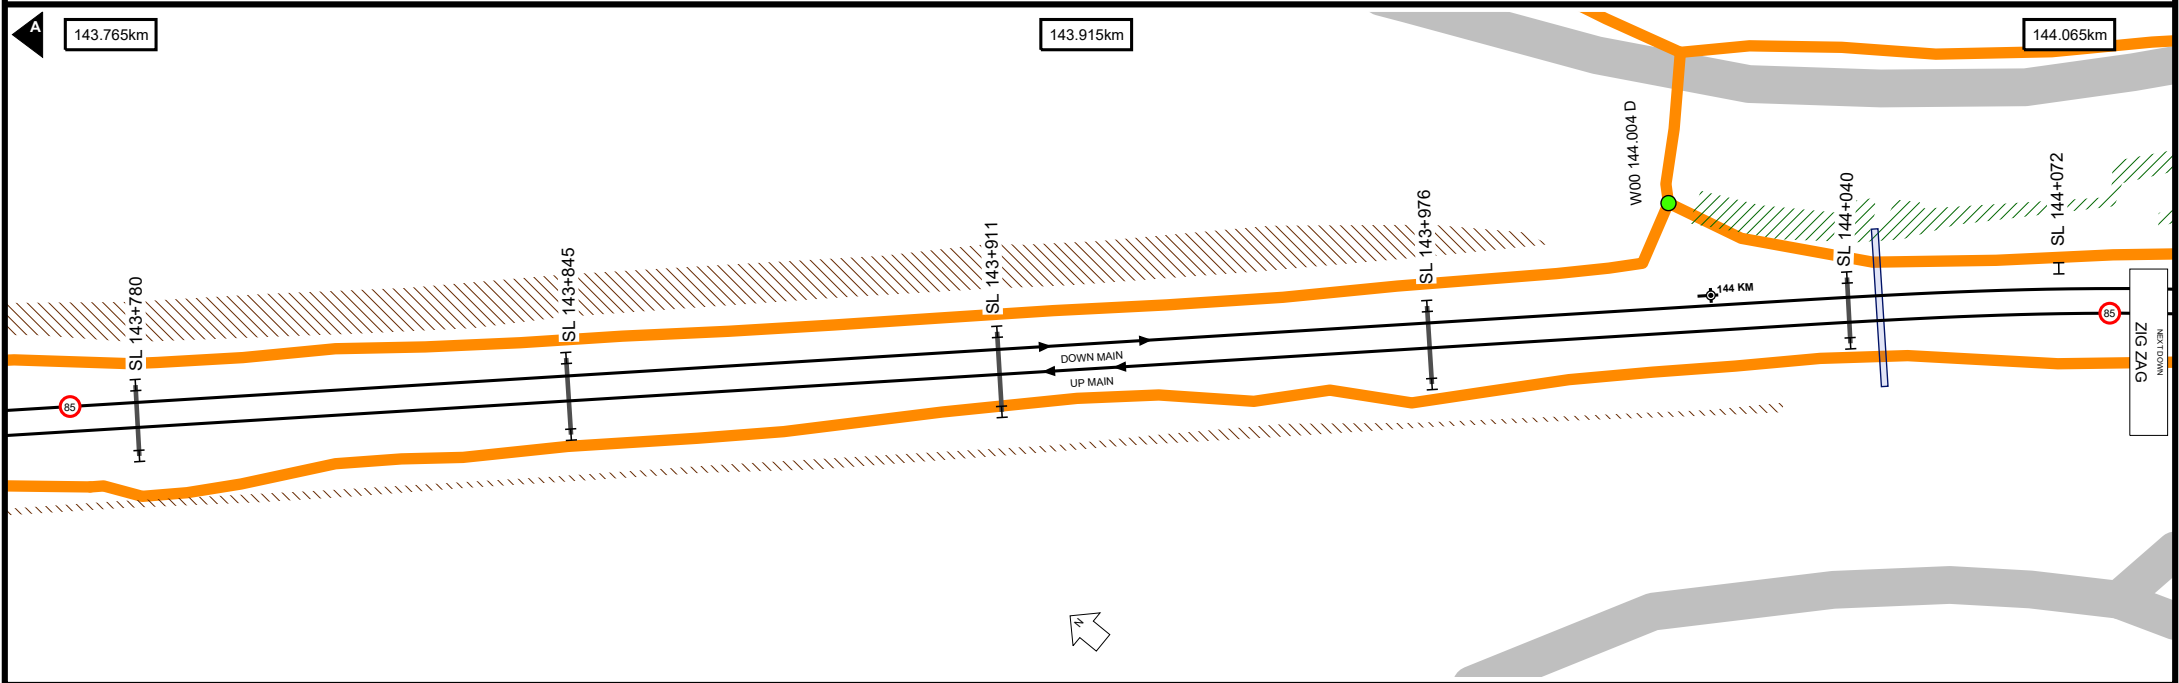 A
143.765km
143.915km
144.065km
W00 144.004 D
SL 143+780
SL 143+845
SL 143+911
SL 143+976
SL 144+040
SL 144+072
144 KM
DOWN MAIN
UP MAIN
85
85
ZIG ZAG
NEXT DOWN
N